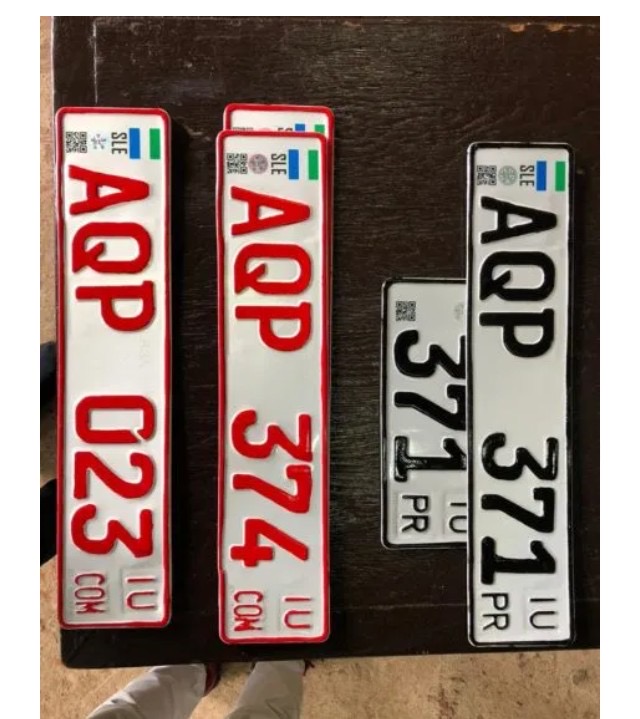 SLE
AQP 023
IU
COM
SLE
AQP 374
IU
COM
371
IU
PR
SLE
AQP 371
IU
PR